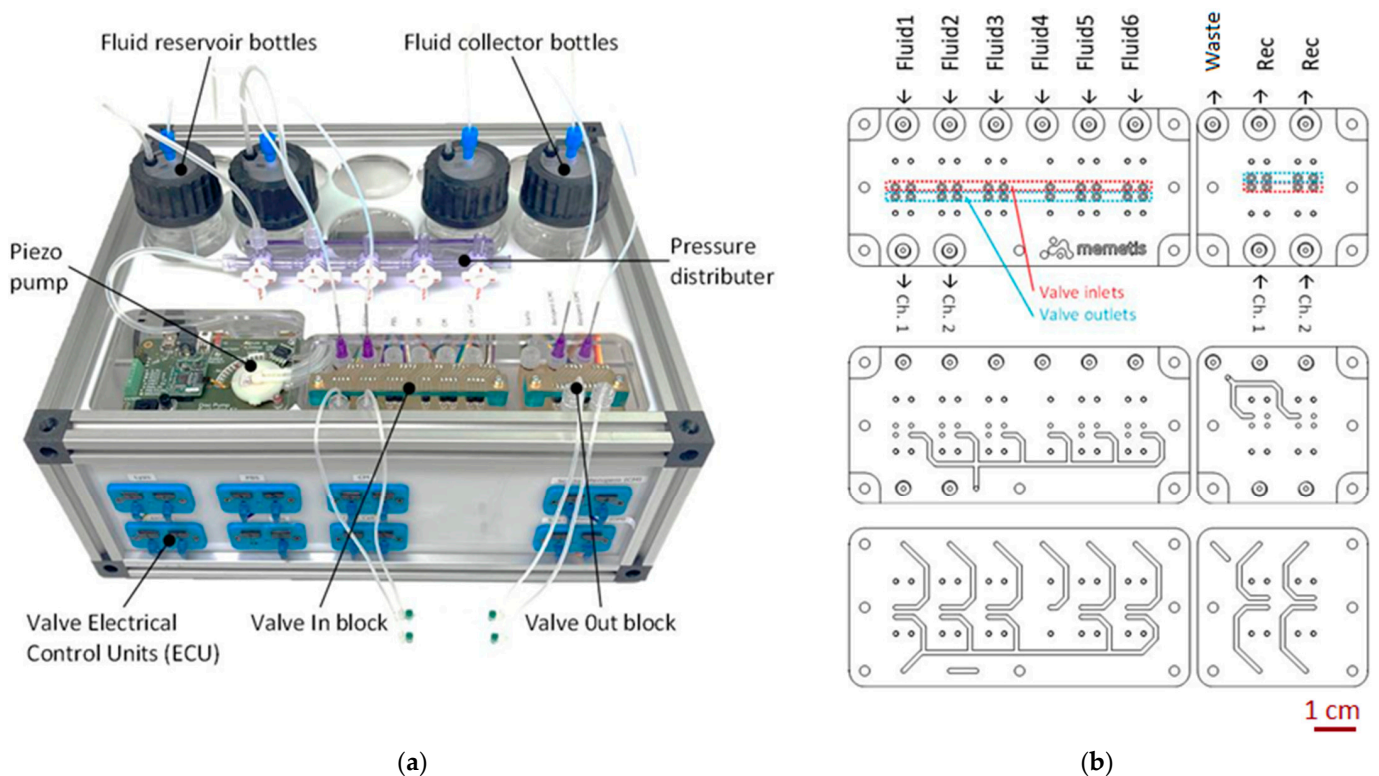 Fluid reservoir bottles
Fluid collector bottles
Piezo
pump
Pressure
distributer
Valve Electrical
Control Units (ECU)
Valve In block
Valve 0ut block
PBS
(a)
Fluid1
Fluid2
Fluid3
Fluid4
Fluid5
Fluid6
Waste
Rec
Rec
memetis
Valve inlets
Valve outlets
Ch. 1
Ch. 2
Ch. 1
Ch. 2
1 cm
(b)